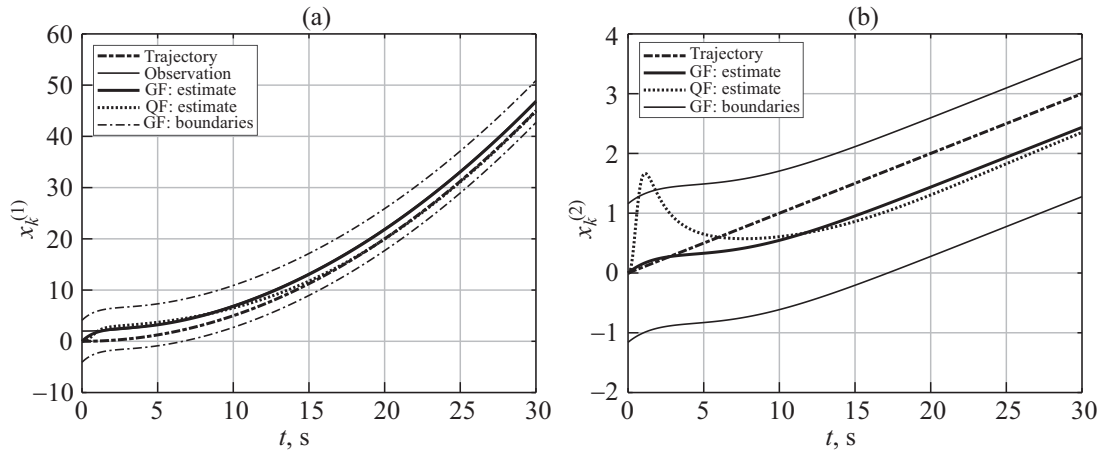 (a)
60
50
40
30
20
10
0
−10
x_k^(1)
Trajectory
Observation
GF: estimate
QF: estimate
GF: boundaries
0 5 10 15 20 25 30
t, s
(b)
4
3
2
1
0
−1
−2
x_k^(2)
Trajectory
GF: estimate
QF: estimate
GF: boundaries
0 5 10 15 20 25 30
t, s